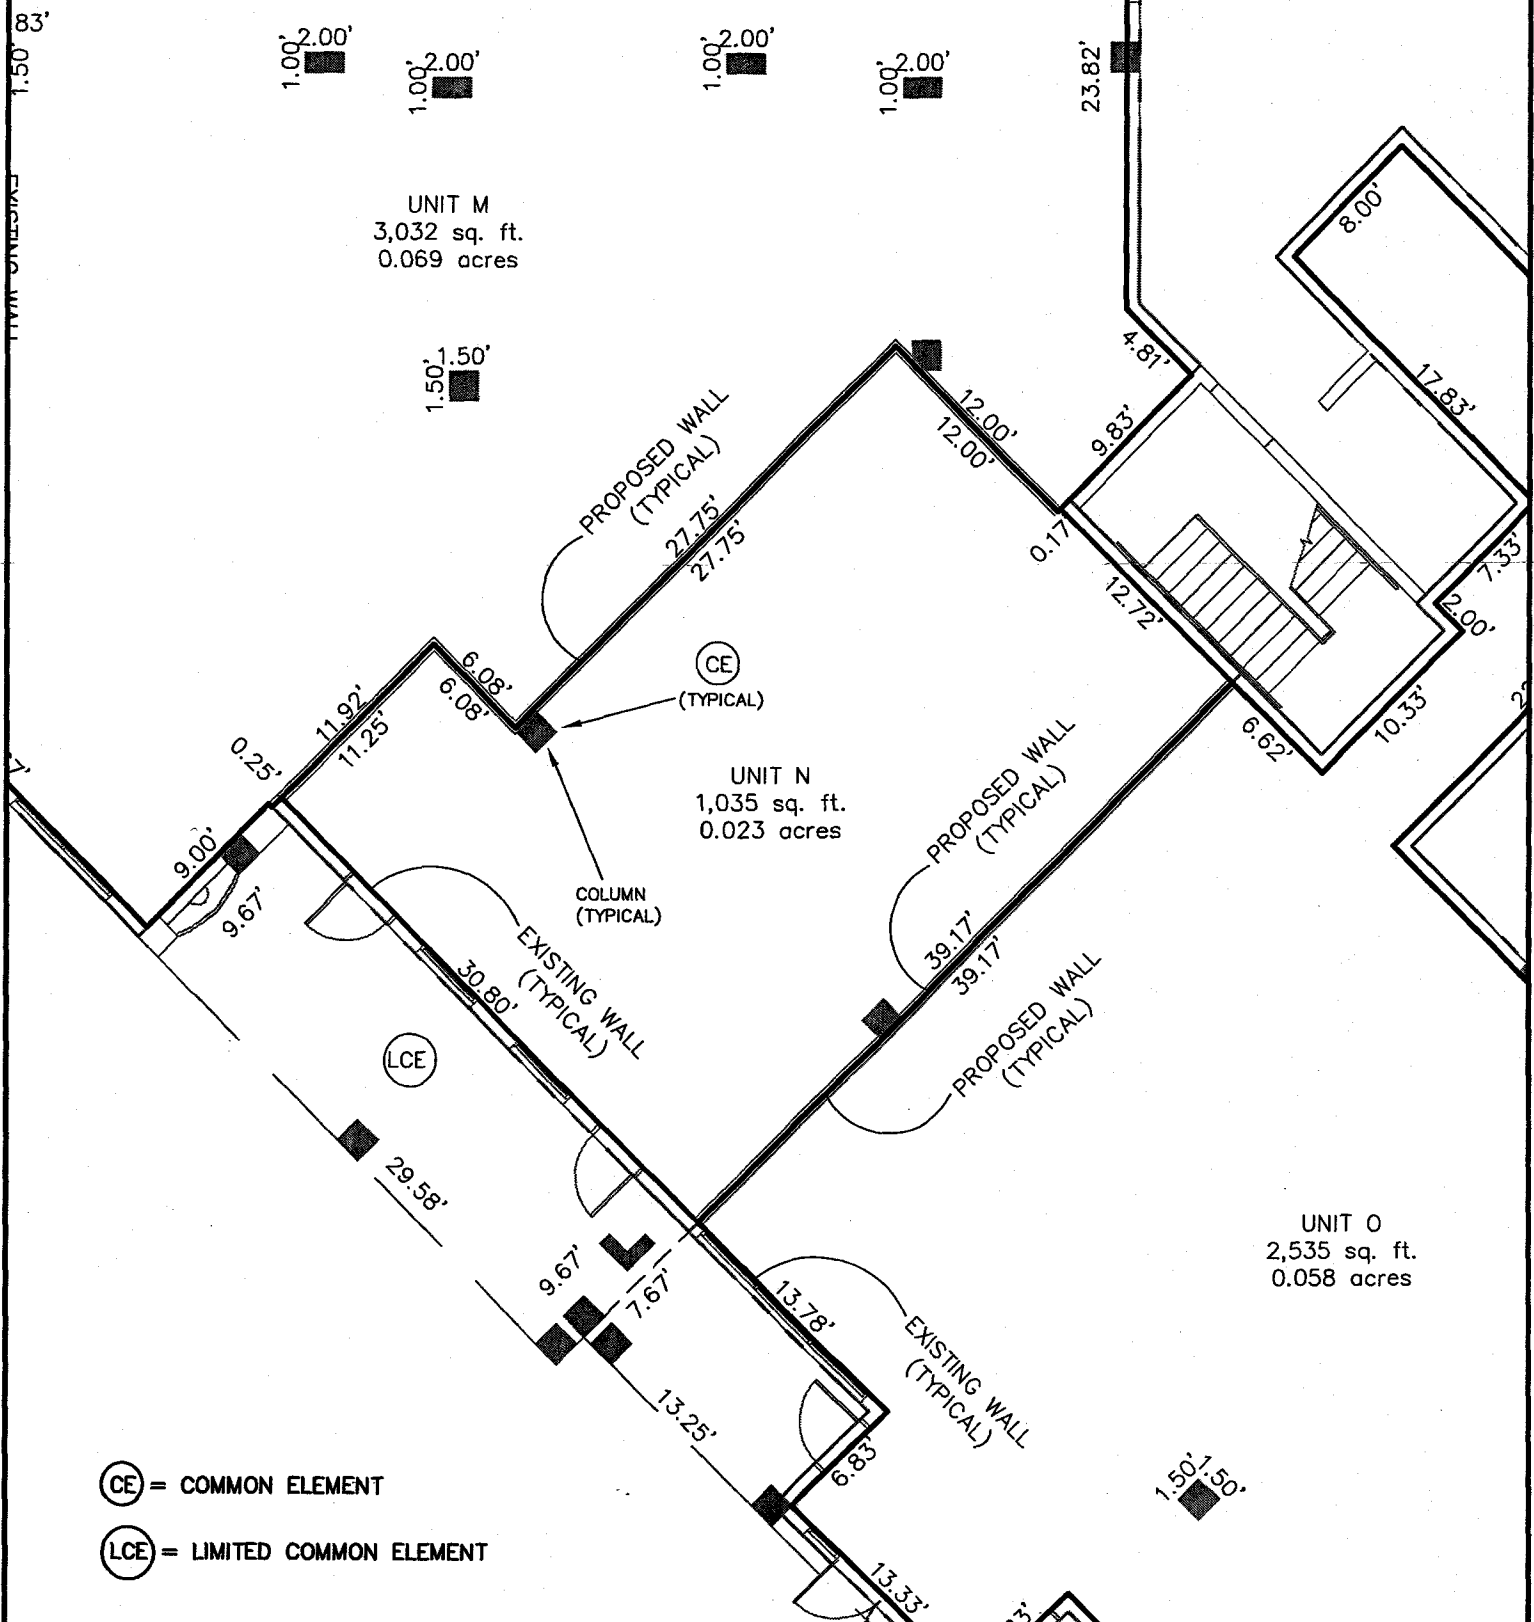 83'
1.50'
1.00' 2.00'
1.00' 2.00'
1.00' 2.00'
1.00' 2.00'
23.82'
EXISTING WALL
UNIT M
3,032 sq. ft.
0.069 acres
8.00'
1.50' 1.50'
4.81'
17.83'
PROPOSED WALL
(TYPICAL)
12.00'
12.00'
9.83'
27.75'
27.75'
0.17'
12.72'
7.33'
2.00'
6.08'
6.08'
CE
(TYPICAL)
11.92'
11.25'
0.25'
7'
10.33'
6.62'
UNIT N
1,035 sq. ft.
0.023 acres
PROPOSED WALL
(TYPICAL)
9.00'
9.67'
COLUMN
(TYPICAL)
EXISTING WALL
(TYPICAL)
30.80'
39.17'
39.17'
PROPOSED WALL
(TYPICAL)
LCE
29.58'
UNIT O
2,535 sq. ft.
0.058 acres
9.67'
7.67'
13.78'
EXISTING WALL
(TYPICAL)
13.25'
6.83'
1.50' 1.50'
CE = COMMON ELEMENT
LCE = LIMITED COMMON ELEMENT
13.33'